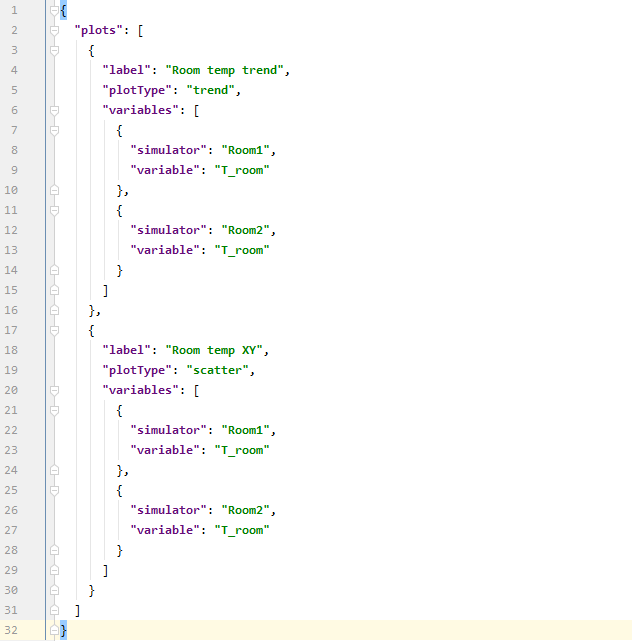 1 {
2   "plots": [
3     {
4       "label": "Room temp trend",
5       "plotType": "trend",
6       "variables": [
7         {
8           "simulator": "Room1",
9           "variable": "T_room"
10         },
11         {
12           "simulator": "Room2",
13           "variable": "T_room"
14         }
15       ]
16     },
17     {
18       "label": "Room temp XY",
19       "plotType": "scatter",
20       "variables": [
21         {
22           "simulator": "Room1",
23           "variable": "T_room"
24         },
25         {
26           "simulator": "Room2",
27           "variable": "T_room"
28         }
29       ]
30     }
31   ]
32 }